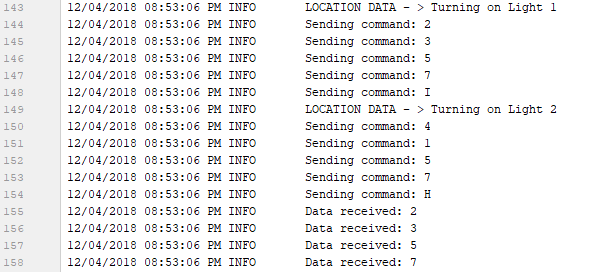 143 12/04/2018 08:53:06 PM INFO LOCATION DATA - > Turning on Light 1
144 12/04/2018 08:53:06 PM INFO Sending command: 2
145 12/04/2018 08:53:06 PM INFO Sending command: 3
146 12/04/2018 08:53:06 PM INFO Sending command: 5
147 12/04/2018 08:53:06 PM INFO Sending command: 7
148 12/04/2018 08:53:06 PM INFO Sending command: I
149 12/04/2018 08:53:06 PM INFO LOCATION DATA - > Turning on Light 2
150 12/04/2018 08:53:06 PM INFO Sending command: 4
151 12/04/2018 08:53:06 PM INFO Sending command: 1
152 12/04/2018 08:53:06 PM INFO Sending command: 5
153 12/04/2018 08:53:06 PM INFO Sending command: 7
154 12/04/2018 08:53:06 PM INFO Sending command: H
155 12/04/2018 08:53:06 PM INFO Data received: 2
156 12/04/2018 08:53:06 PM INFO Data received: 3
157 12/04/2018 08:53:06 PM INFO Data received: 5
158 12/04/2018 08:53:06 PM INFO Data received: 7